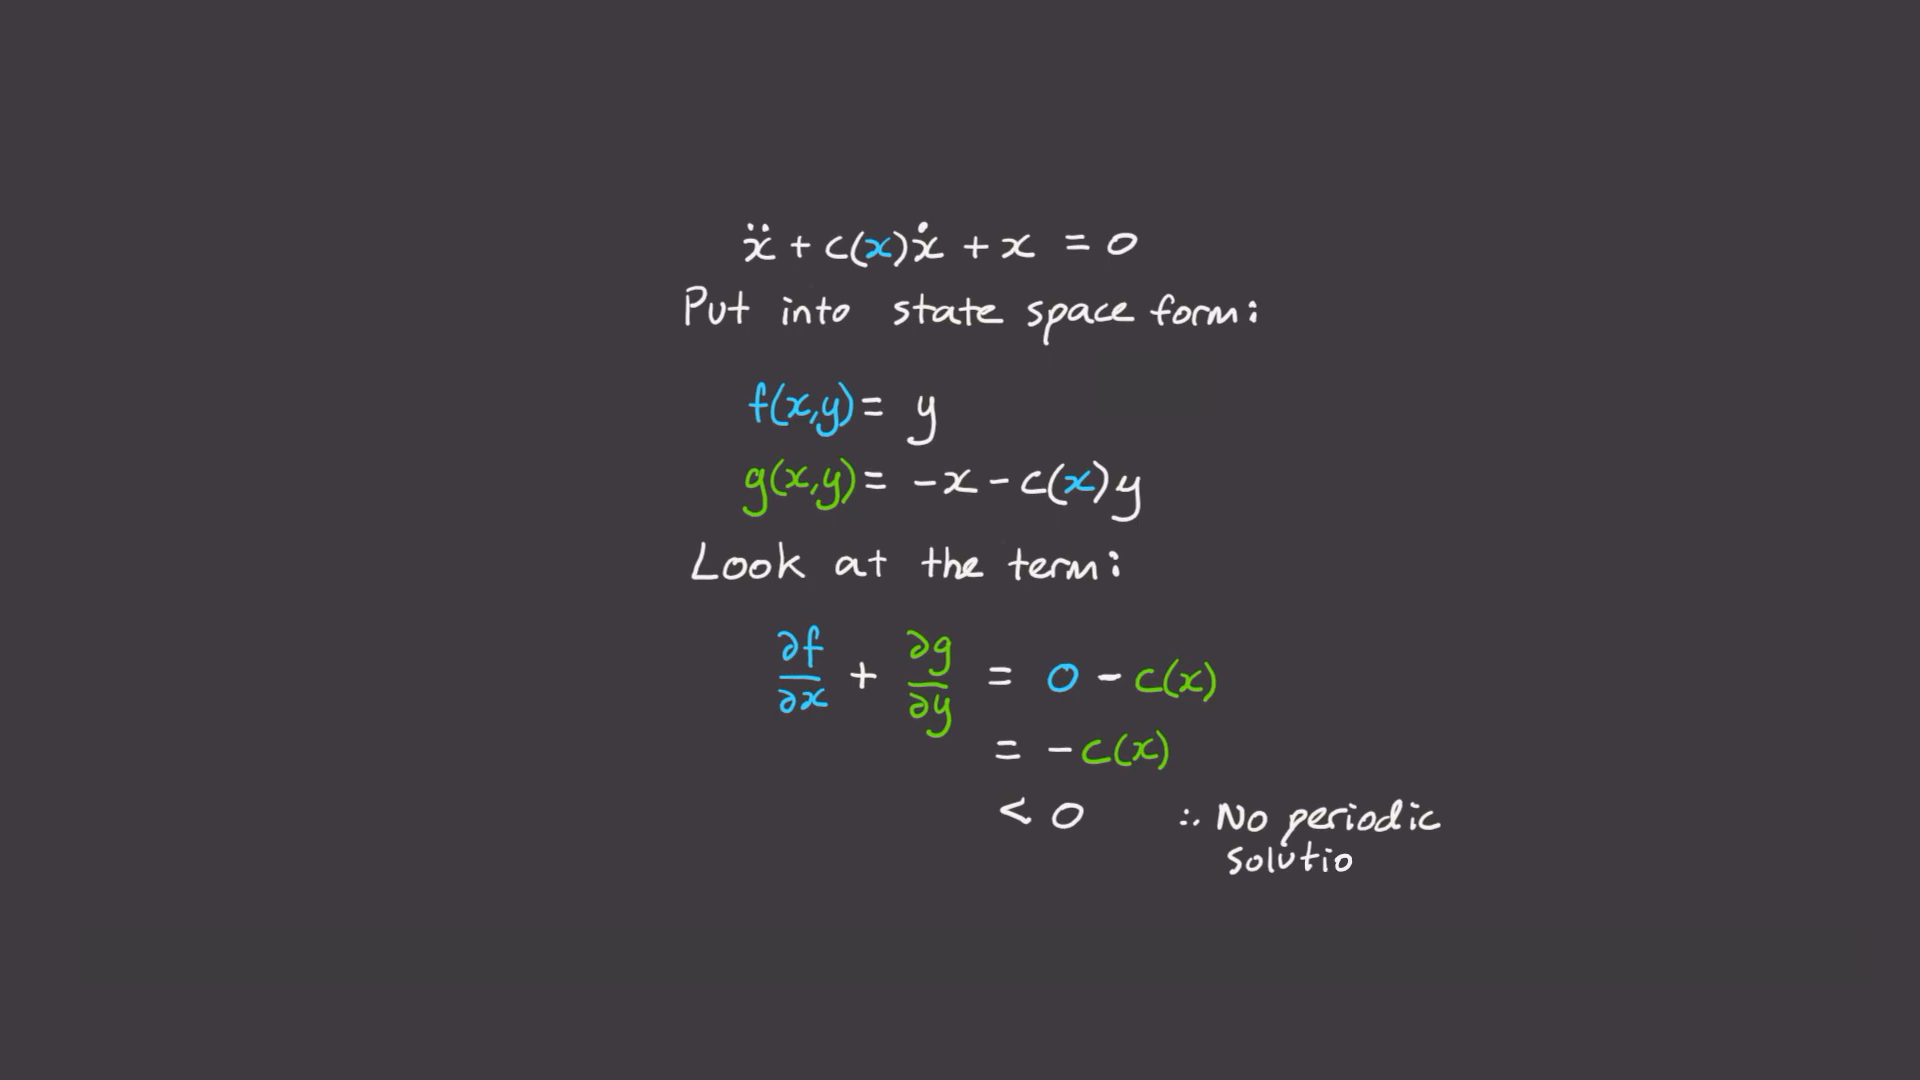 ẍ + c(x)ẋ + x = 0
Put into state space form:
f(x,y) = y
g(x,y) = -x - c(x)y
Look at the term:
∂f/∂x + ∂g/∂y = 0 - c(x)
= -c(x)
< 0 ∴ No periodic
solutio